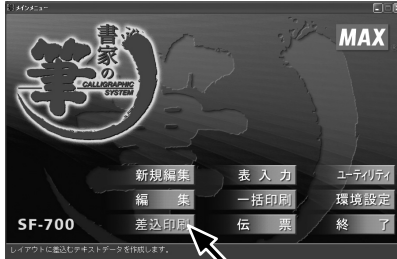 メインメニュー
書家の
筆
CALLIGRAPHIC
SYSTEM
MAX
新規編集
表入力
ユーティリティ
編集
一括印刷
環境設定
SF-700
差込印刷
伝票
終了
レイアウトに差込むテキストデータを作成します。